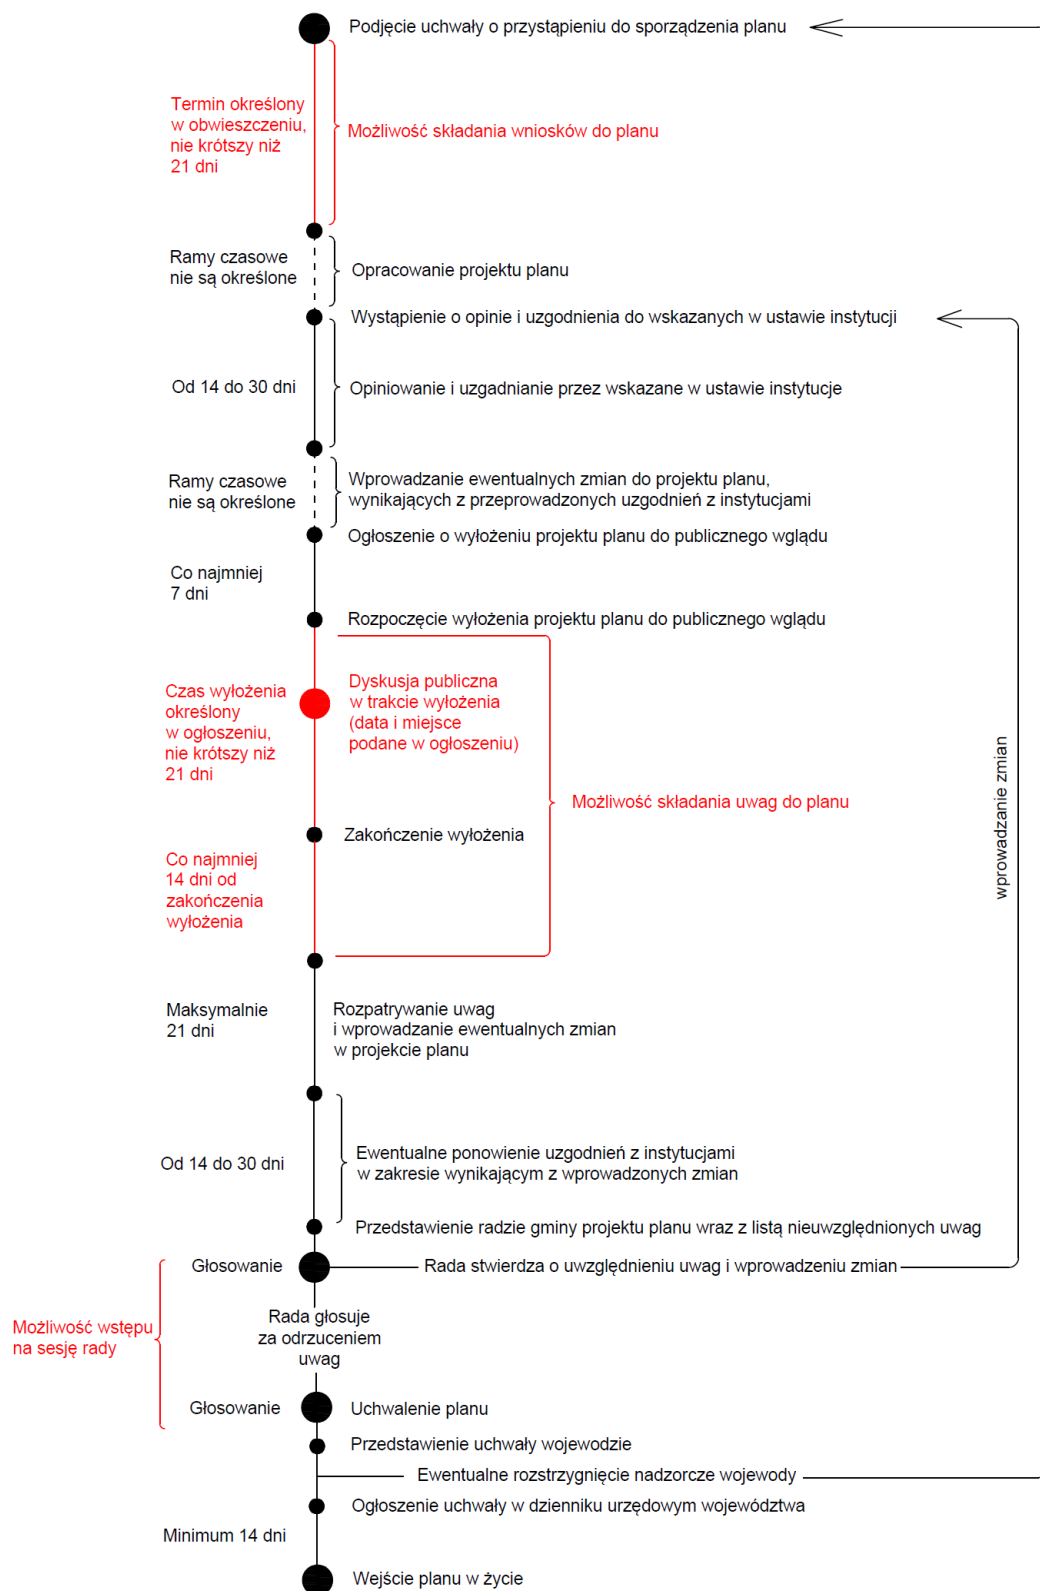 Podjęcie uchwały o przystąpieniu do sporządzenia planu
Termin określony
w obwieszczeniu,
nie krótszy niż
21 dni
Możliwość składania wniosków do planu
Ramy czasowe
nie są określone
Opracowanie projektu planu
Wystąpienie o opinie i uzgodnienia do wskazanych w ustawie instytucji
Od 14 do 30 dni
Opiniowanie i uzgadnianie przez wskazane w ustawie instytucje
Ramy czasowe
nie są określone
Wprowadzanie ewentualnych zmian do projektu planu,
wynikających z przeprowadzonych uzgodnień z instytucjami
Ogłoszenie o wyłożeniu projektu planu do publicznego wglądu
Co najmniej
7 dni
Rozpoczęcie wyłożenia projektu planu do publicznego wglądu
Czas wyłożenia
określony
w ogłoszeniu,
nie krótszy niż
21 dni
Dyskusja publiczna
w trakcie wyłożenia
(data i miejsce
podane w ogłoszeniu)
Możliwość składania uwag do planu
wprowadzanie zmian
Zakończenie wyłożenia
Co najmniej
14 dni od
zakończenia
wyłożenia
Maksymalnie
21 dni
Rozpatrywanie uwag
i wprowadzanie ewentualnych zmian
w projekcie planu
Od 14 do 30 dni
Ewentualne ponowienie uzgodnień z instytucjami
w zakresie wynikającym z wprowadzonych zmian
Przedstawienie radzie gminy projektu planu wraz z listą nieuwzględnionych uwag
Głosowanie
Rada stwierdza o uwzględnieniu uwag i wprowadzeniu zmian
Możliwość wstępu
na sesję rady
Rada głosuje
za odrzuceniem
uwag
Głosowanie
Uchwalenie planu
Przedstawienie uchwały wojewodzie
Ewentualne rozstrzygnięcie nadzorcze wojewody
Ogłoszenie uchwały w dzienniku urzędowym województwa
Minimum 14 dni
Wejście planu w życie